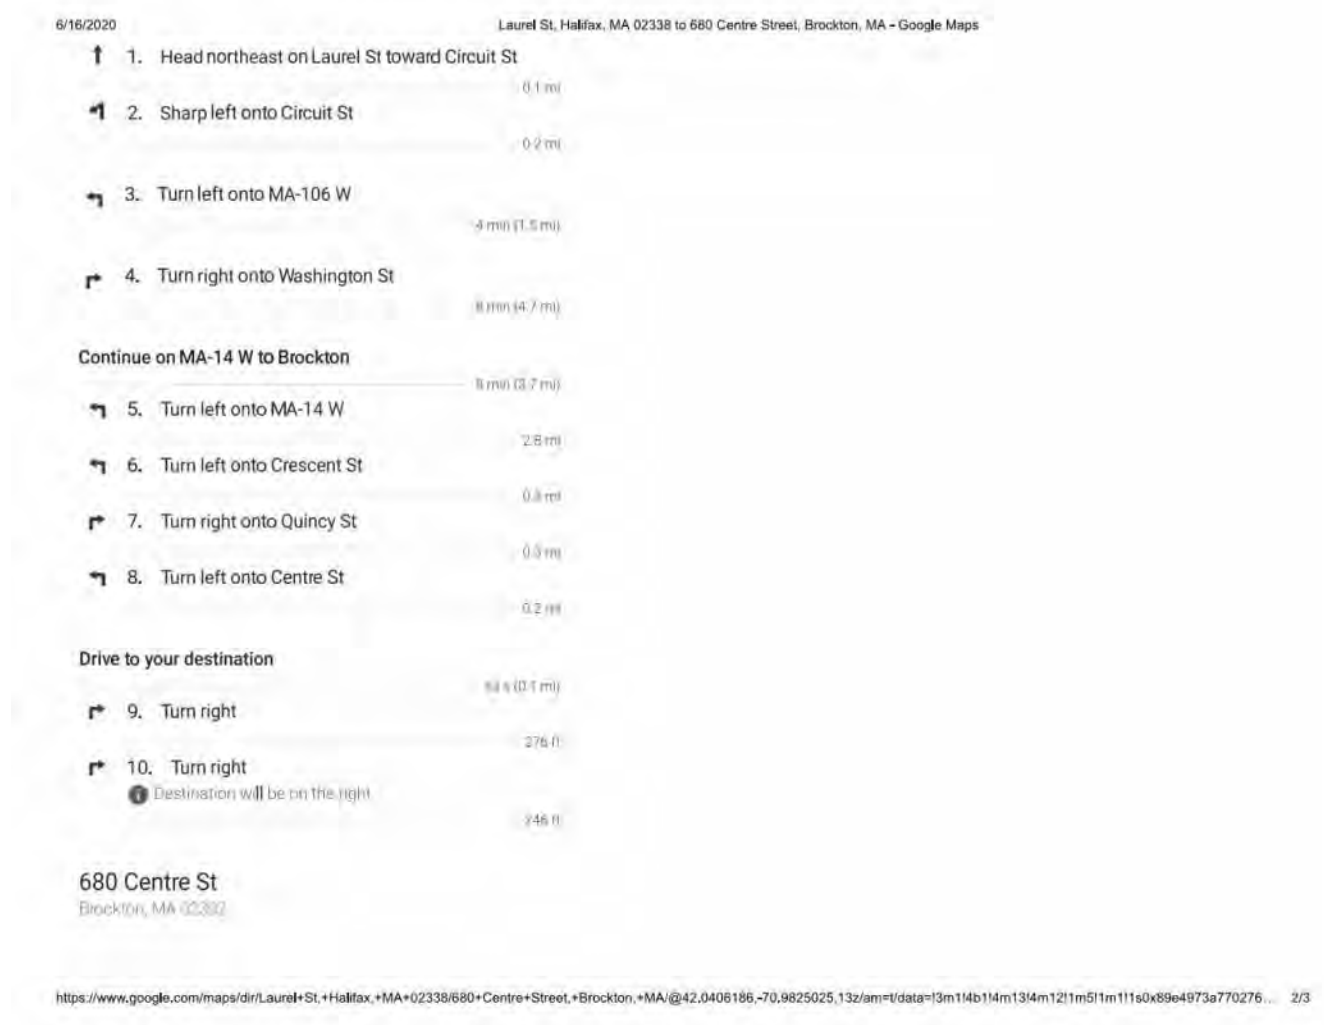 6/16/2020
Laurel St, Halifax, MA 02338 to 680 Centre Street, Brockton, MA - Google Maps
1. Head northeast on Laurel St toward Circuit St
0.1 mi
2. Sharp left onto Circuit St
0.2 mi
3. Turn left onto MA-106 W
4 min (1.5 mi)
4. Turn right onto Washington St
8 min (4.7 mi)
Continue on MA-14 W to Brockton
8 min (3.7 mi)
5. Turn left onto MA-14 W
2.8 mi
6. Turn left onto Crescent St
0.3 mi
7. Turn right onto Quincy St
0.3 mi
8. Turn left onto Centre St
0.2 mi
Drive to your destination
s (0.1 mi)
9. Turn right
276 ft
10. Turn right
Destination will be on the right
246 ft
680 Centre St
Brockton, MA 02302
https://www.google.com/maps/dir/Laurel+St,+Halifax,+MA+02338/680+Centre+Street,+Brockton,+MA/@42.0406186,-70.9825025,13z/am=t/data=!3m1!4b1!4m13!4m12!1m5!1m1!1s0x89e4973a770276... 2/3